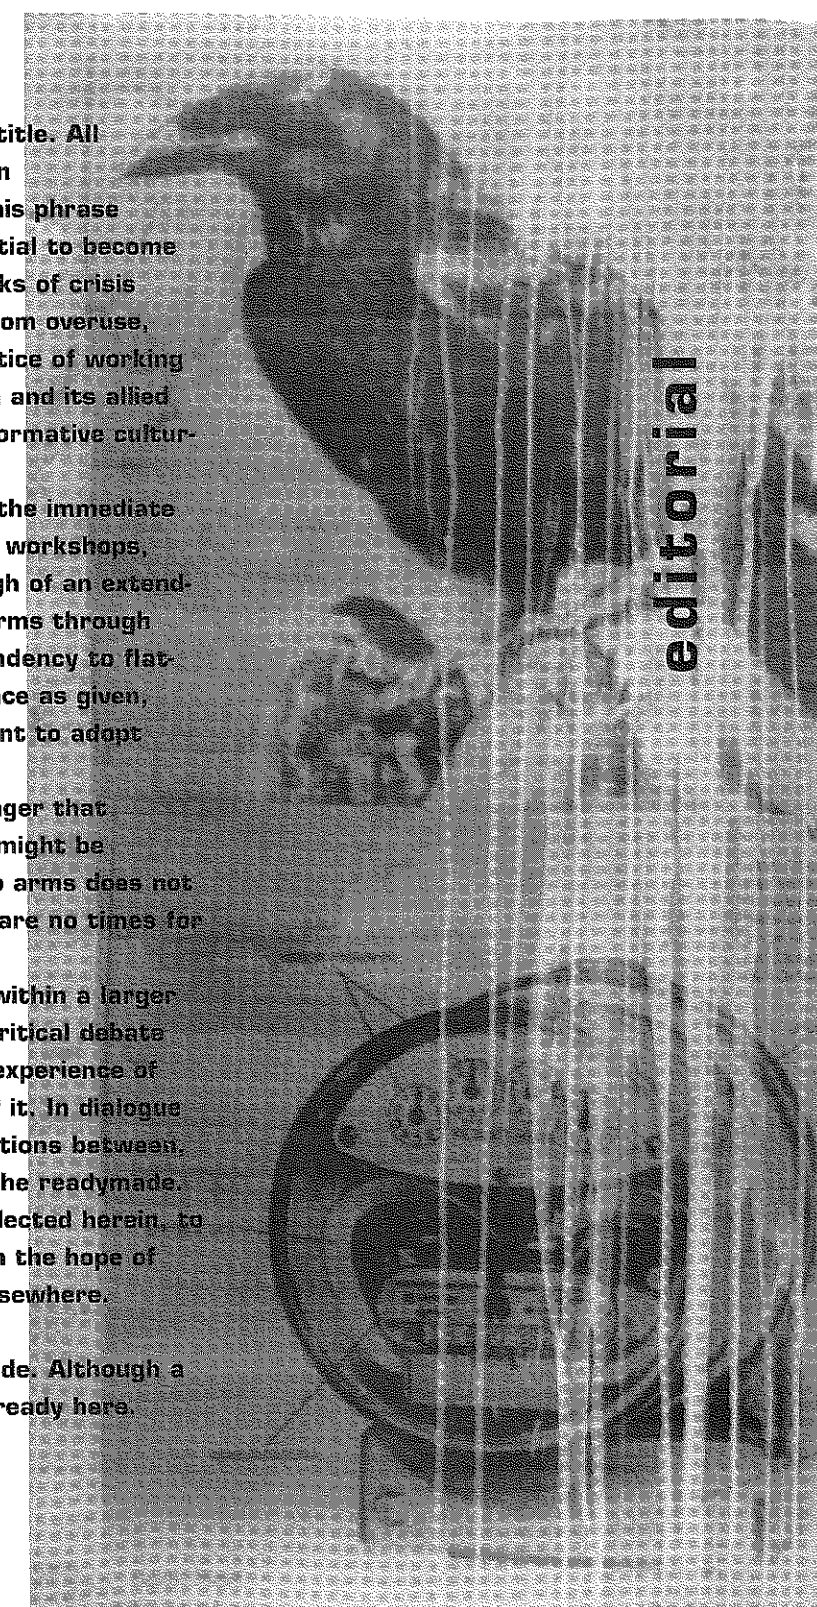 title. All
n
his phrase
tial to become
ks of crisis
om overuse,
tice of working
and its allied
ormative cultur-
the immediate
workshops,
gh of an extend-
rms through
ndency to flat-
ce as given,
nt to adopt
ger that
might be
o arms does not
are no times for
within a larger
ritical debate
experience of
it. In dialogue
tions between,
he readymade,
lected herein, to
n the hope of
sewhere.
de. Although a
ready here.
editorial